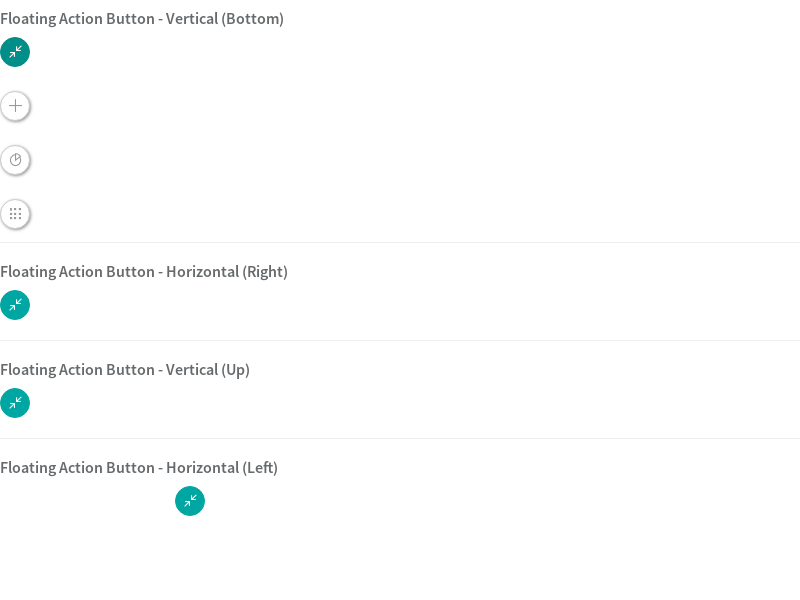 Floating Action Button - Vertical (Bottom)
Floating Action Button - Horizontal (Right)
Floating Action Button - Vertical (Up)
Floating Action Button - Horizontal (Left)